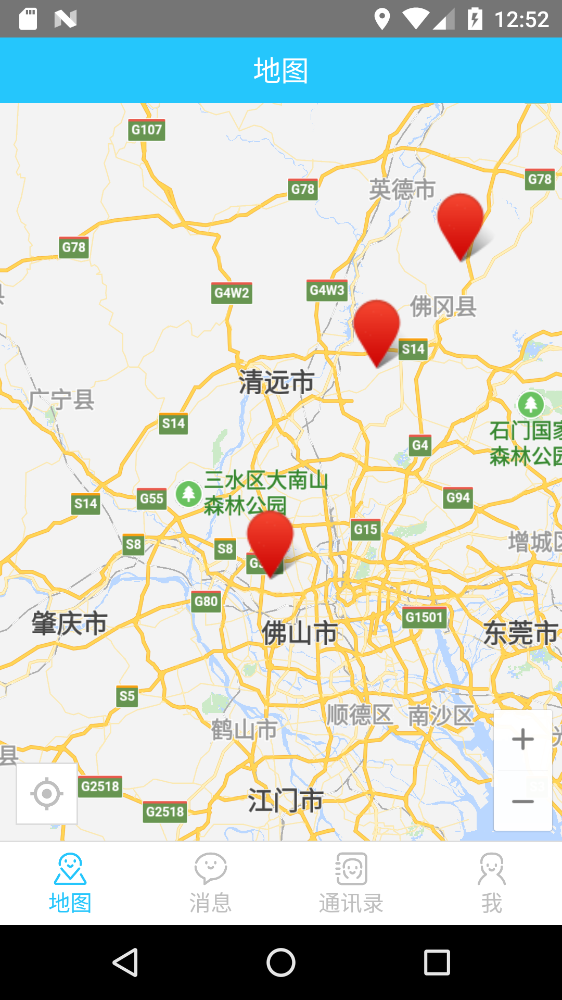 12:52
地图
G107
G78
G78
英德市
G78
G4W2
G4W3
佛冈县
S14
清远市
广宁县
S14
石门国家
森林公园
G4
三水区大南山
森林公园
G55
S14
G94
G15
增城区
S8
S8
G80
肇庆市
G1501
佛山市
东莞市
S5
顺德区
南沙区
鹤山市
县
G2518
S3
江门市
G2518
地图
消息
通讯录
我